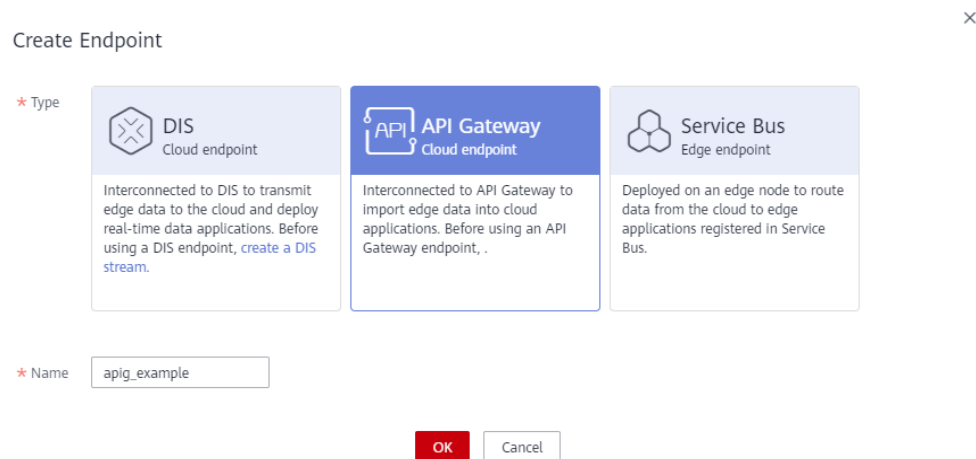 ×
Create Endpoint
* Type
DIS
Cloud endpoint
Interconnected to DIS to transmit
edge data to the cloud and deploy
real-time data applications. Before
using a DIS endpoint, create a DIS
stream.
API
API Gateway
Cloud endpoint
Interconnected to API Gateway to
import edge data into cloud
applications. Before using an API
Gateway endpoint, .
Service Bus
Edge endpoint
Deployed on an edge node to route
data from the cloud to edge
applications registered in Service
Bus.
* Name
apig_example
OK
Cancel